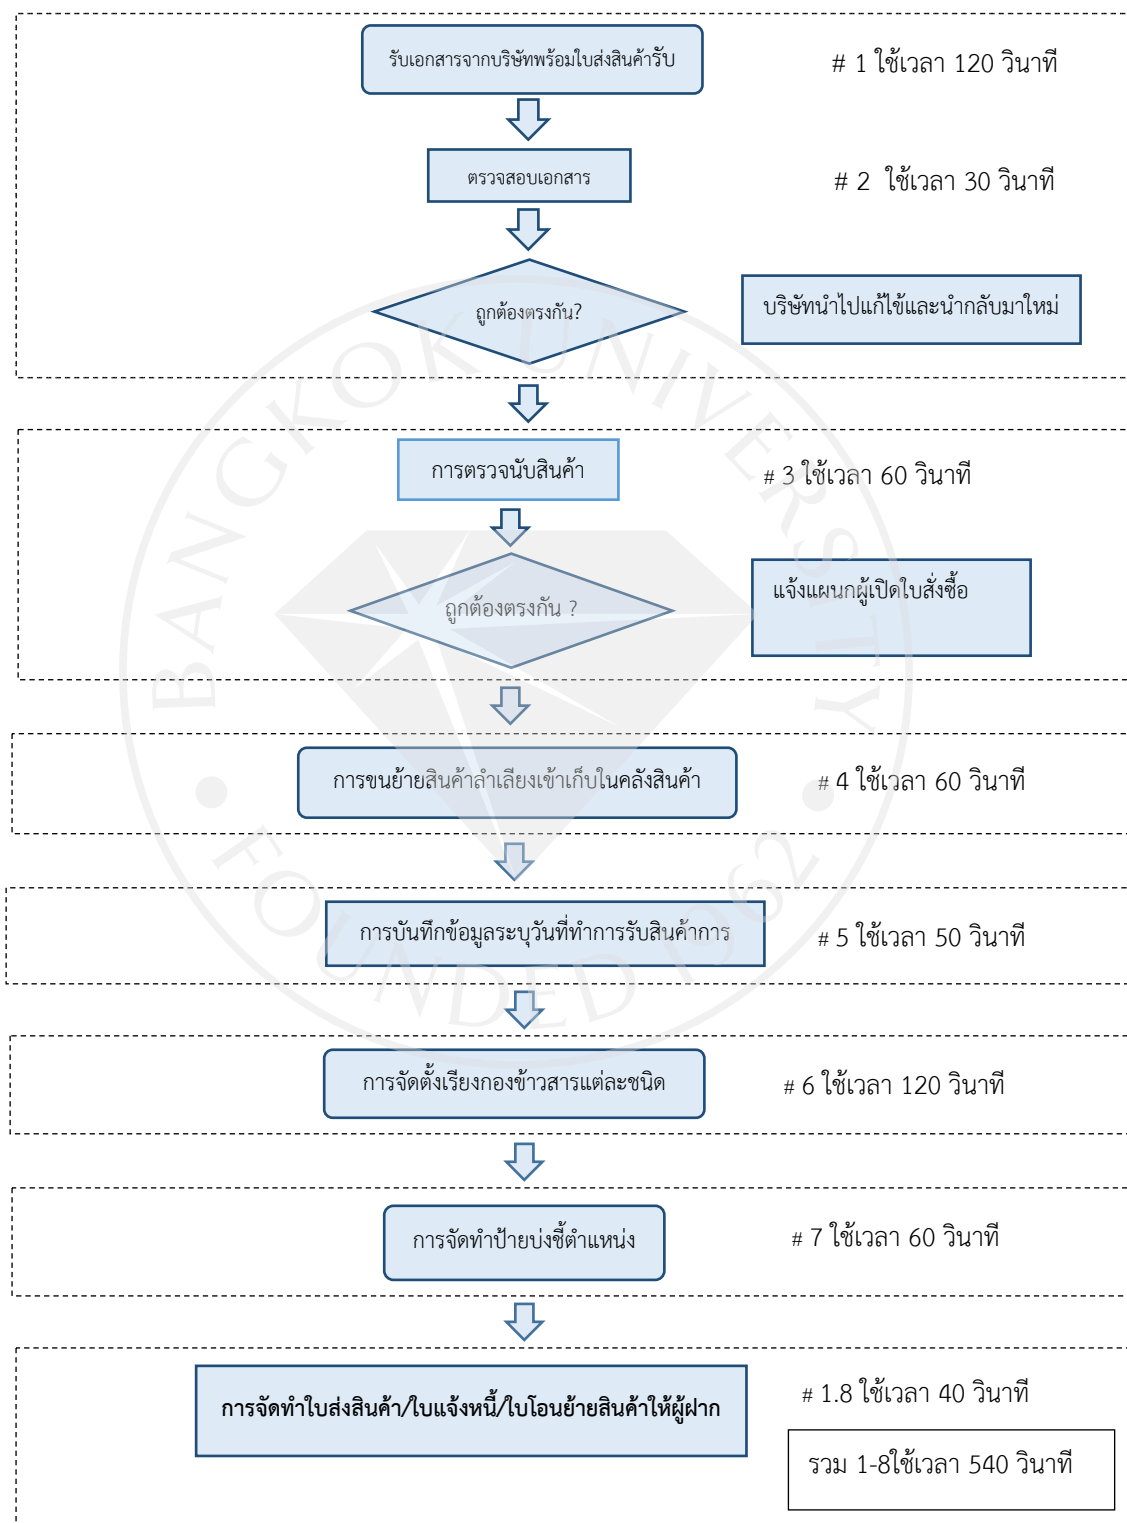 รับเอกสารจากบริษัทพร้อมใบส่งสินค้ารับ
# 1 ใช้เวลา 120 วินาที
ตรวจสอบเอกสาร
# 2 ใช้เวลา 30 วินาที
ถูกต้องตรงกัน?
บริษัทนำไปแก้ไข้และนำกลับมาใหม่
การตรวจนับสินค้า
# 3 ใช้เวลา 60 วินาที
ถูกต้องตรงกัน ?
แจ้งแผนกผู้เปิดใบสั่งซื้อ
การขนย้ายสินค้าลำเลียงเข้าเก็บในคลังสินค้า
# 4 ใช้เวลา 60 วินาที
การบันทึกข้อมูลระบุวันที่ทำการรับสินค้าการ
# 5 ใช้เวลา 50 วินาที
การจัดตั้งเรียงกองข้าวสารแต่ละชนิด
# 6 ใช้เวลา 120 วินาที
การจัดทำป้ายบ่งชี้ตำแหน่ง
# 7 ใช้เวลา 60 วินาที
การจัดทำใบส่งสินค้า/ใบแจ้งหนี้/ใบโอนย้ายสินค้าให้ผู้ฝาก
# 1.8 ใช้เวลา 40 วินาที
รวม 1-8ใช้เวลา 540 วินาที
BANGKOK UNIVERSITY
FOUNDED 1962